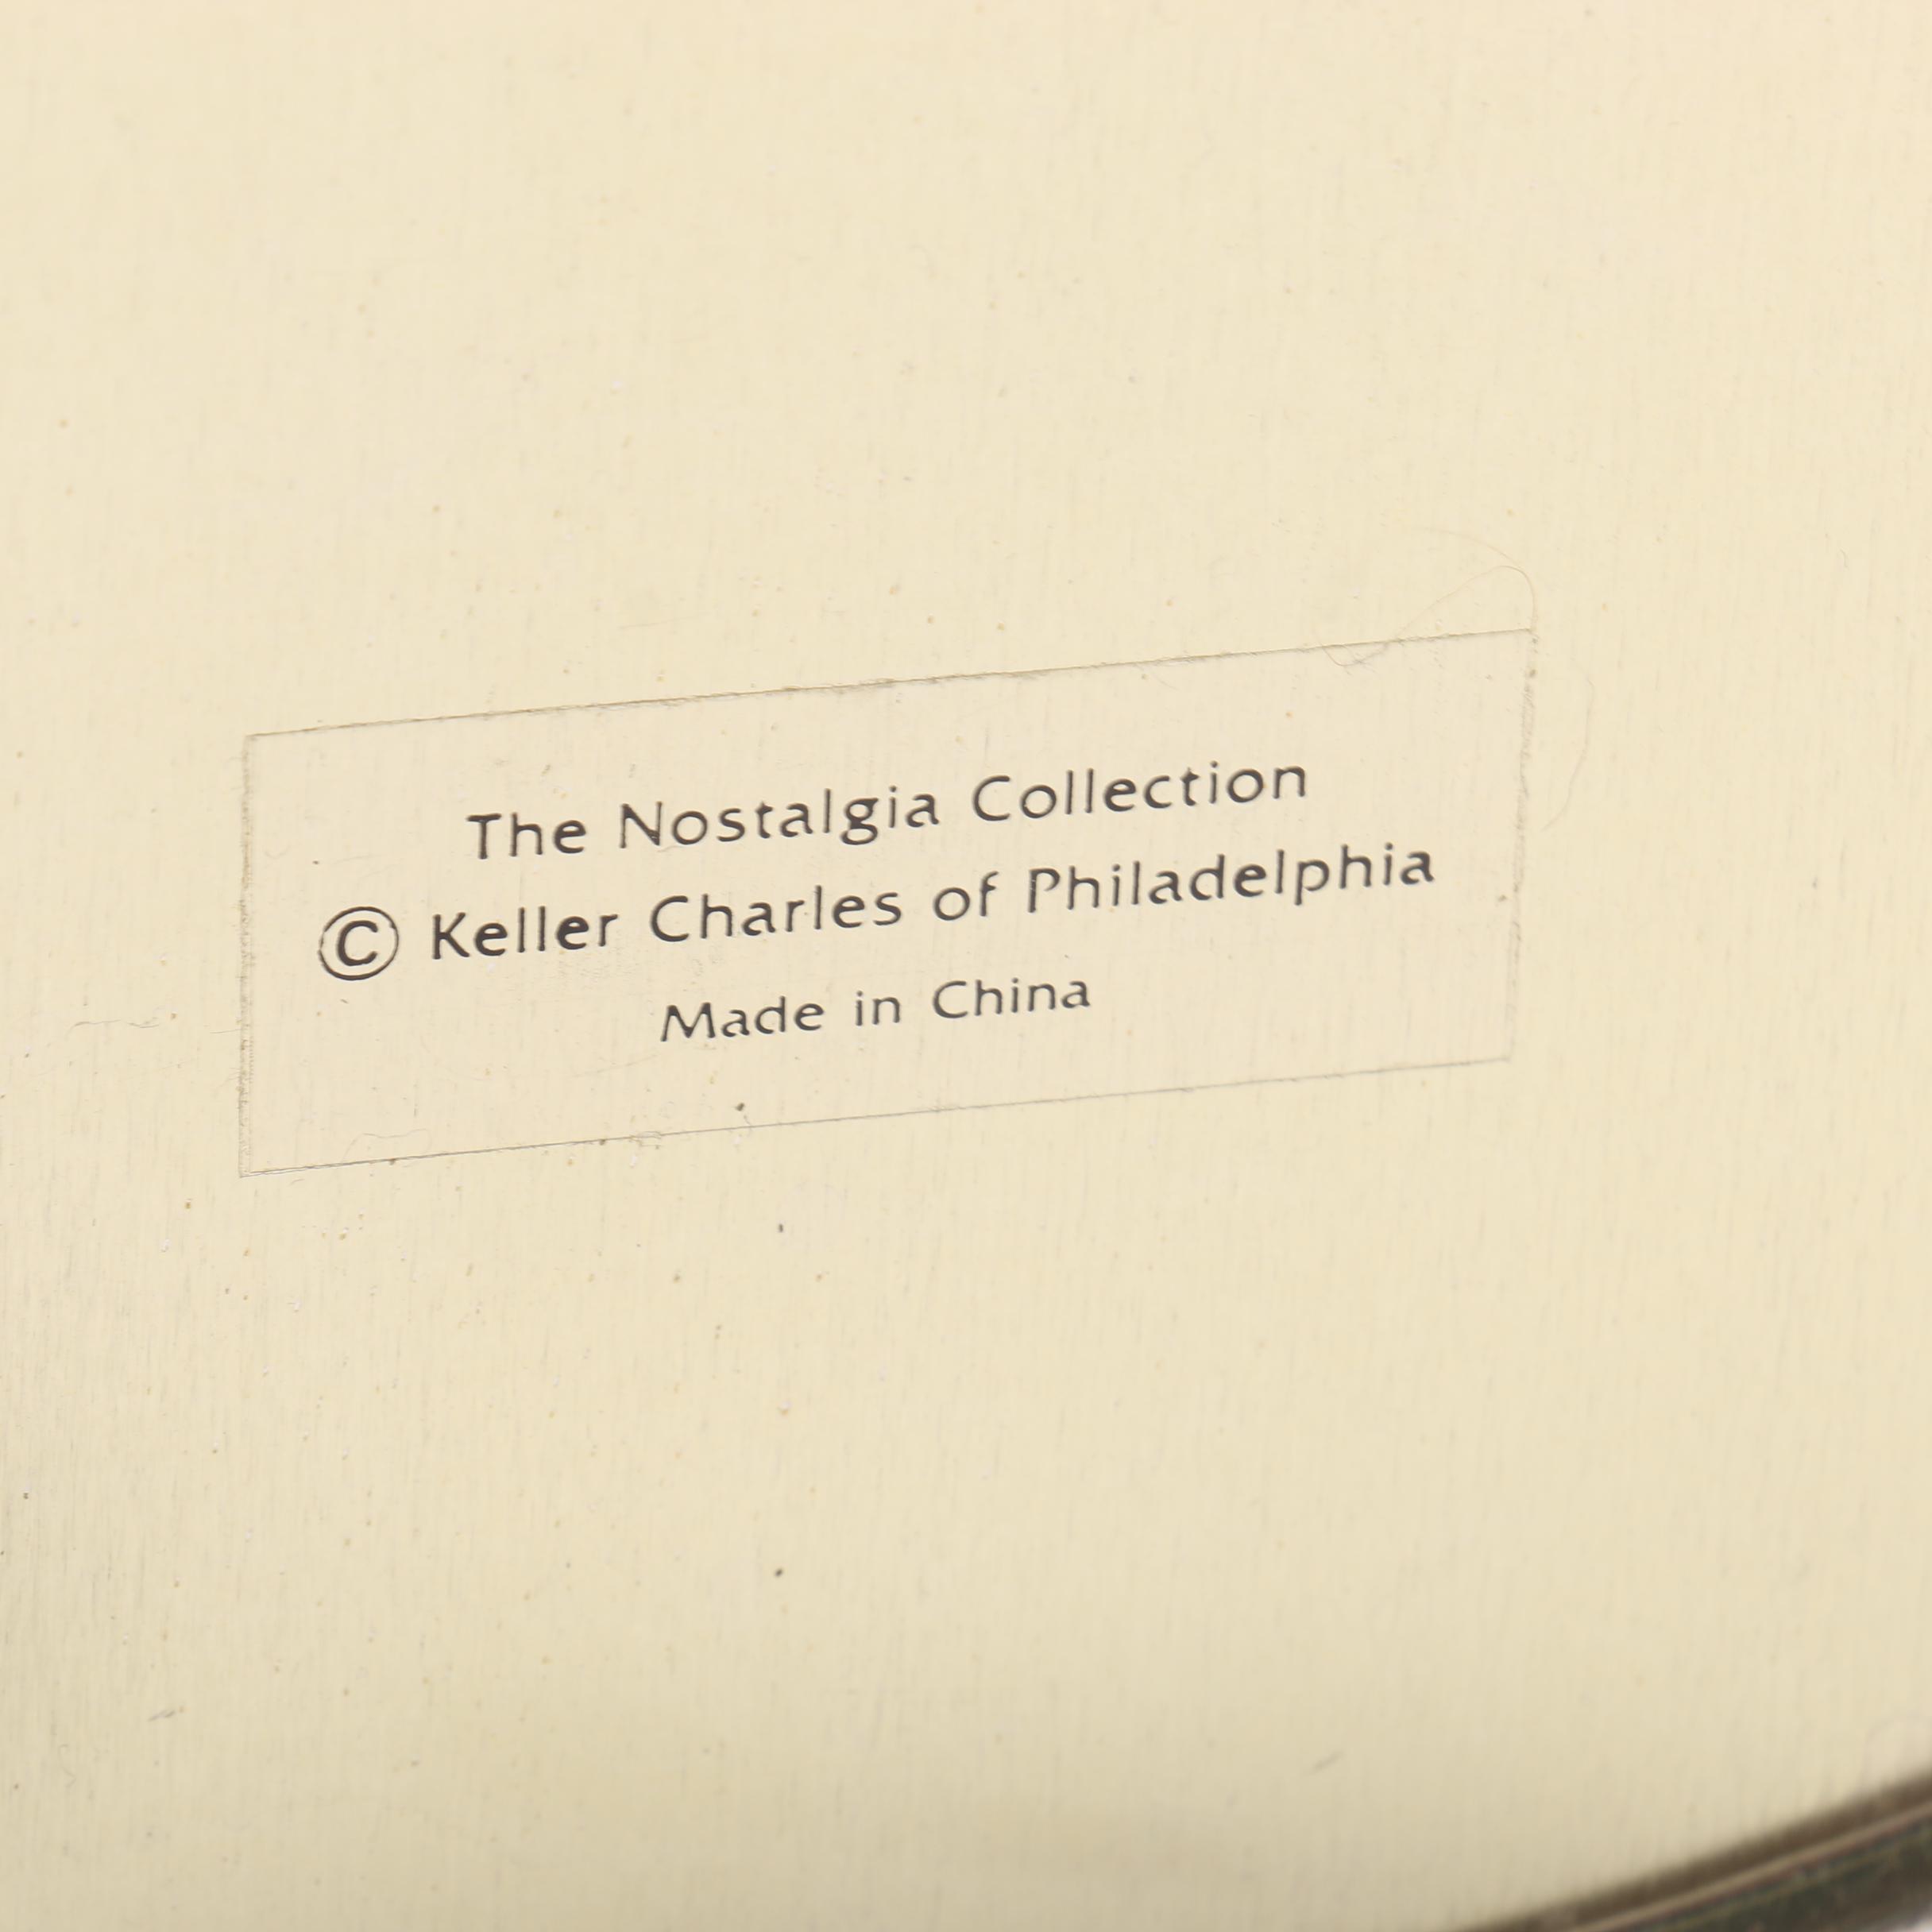 The Nostalgia Collection
© Keller Charles of Philadelphia
Made in China